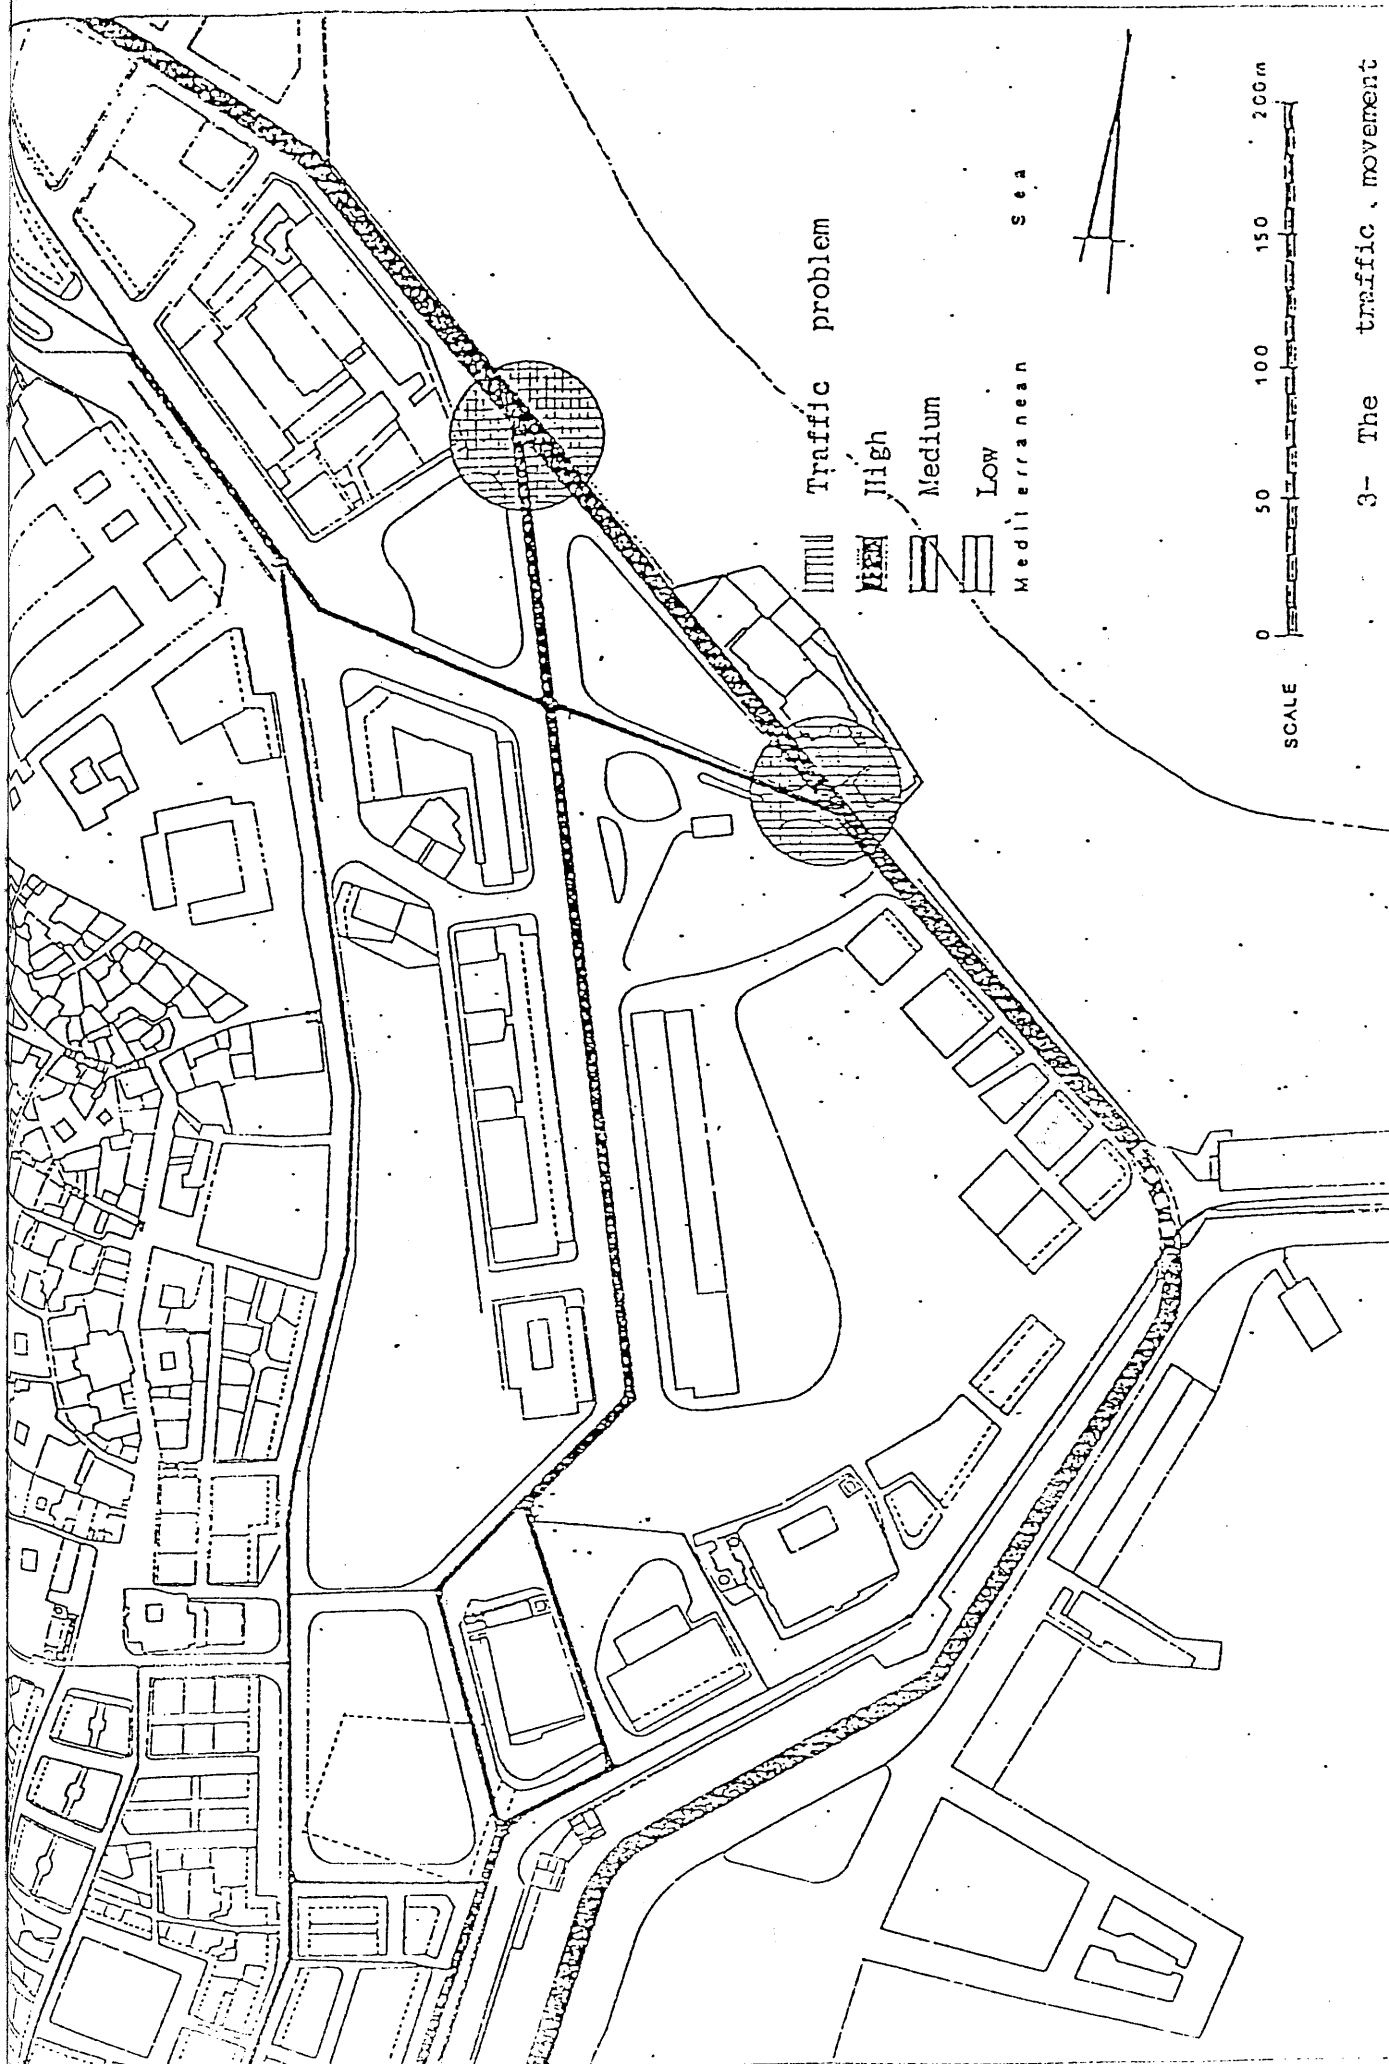 Traffic problem
High
Medium
Low
Mediterranean Sea
SCALE 0 50 100 150 200m
3- The traffic movement